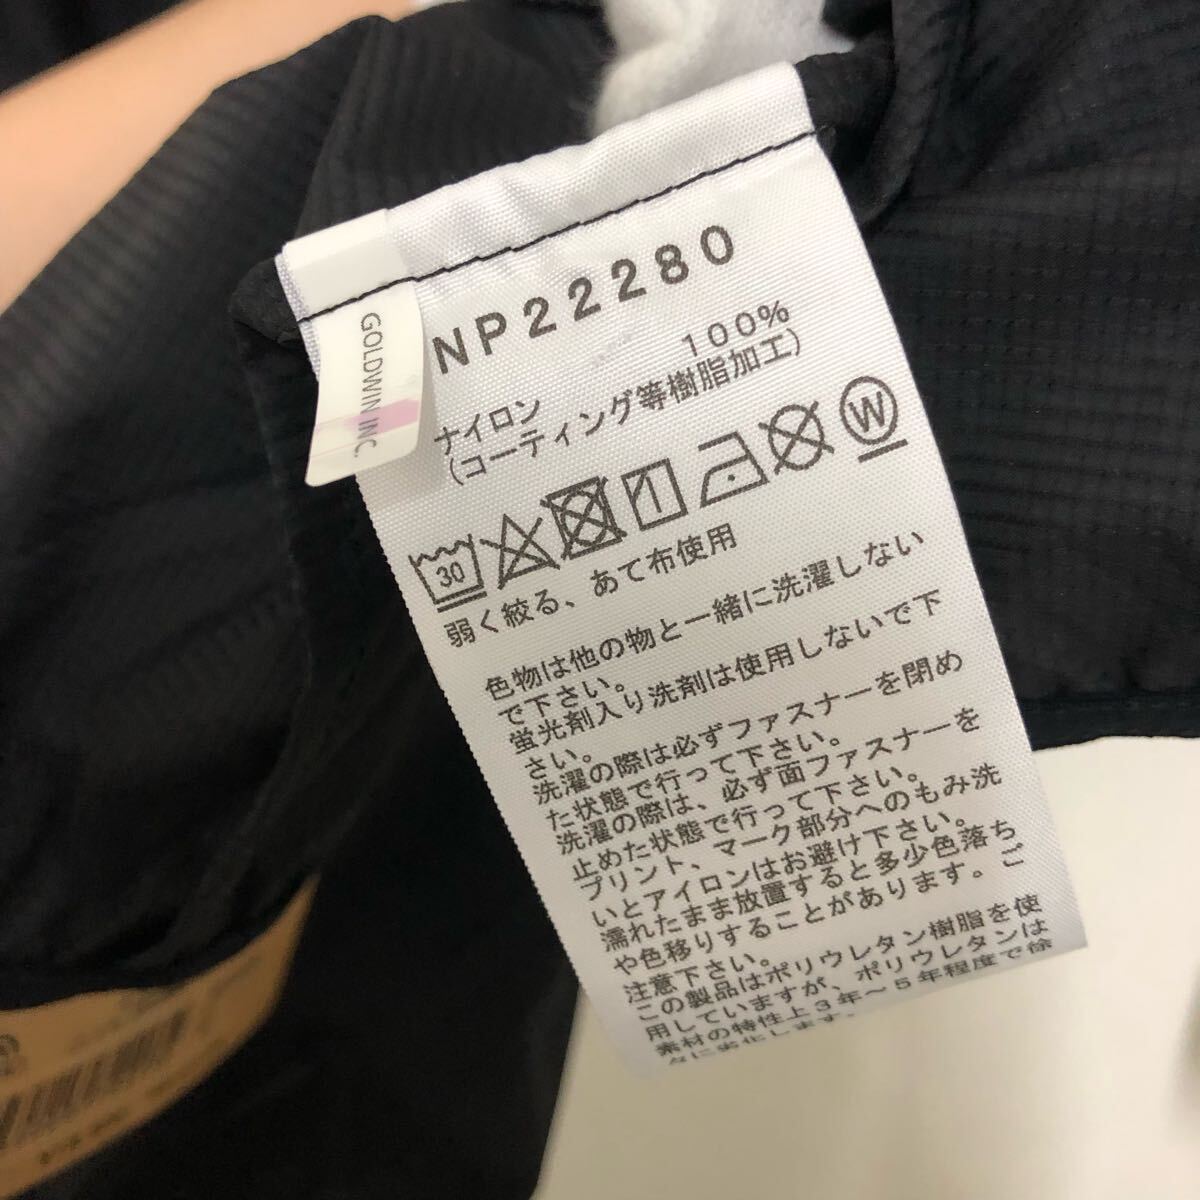 NP22280
GOLDWIN INC.
ナイロン 100%
(コーティング等樹脂加工)
30
W
弱く絞る、あて布使用
色物は他の物と一緒に洗濯しない
で下さい。
蛍光剤入り洗剤は使用しないで下
さい。
洗濯の際は必ずファスナーを閉め
た状態で行って下さい。
洗濯の際は、必ず面ファスナーを
止めた状態で行って下さい。
プリント、マーク部分へのもみ洗
いとアイロンはお避け下さい。
濡れたまま放置すると多少色落ち
や色移りすることがあります。ご
注意下さい。
この製品はポリウレタン樹脂を使
用していますが、ポリウレタンは
素材の特性上3年～5年程度で徐
々に劣化します。